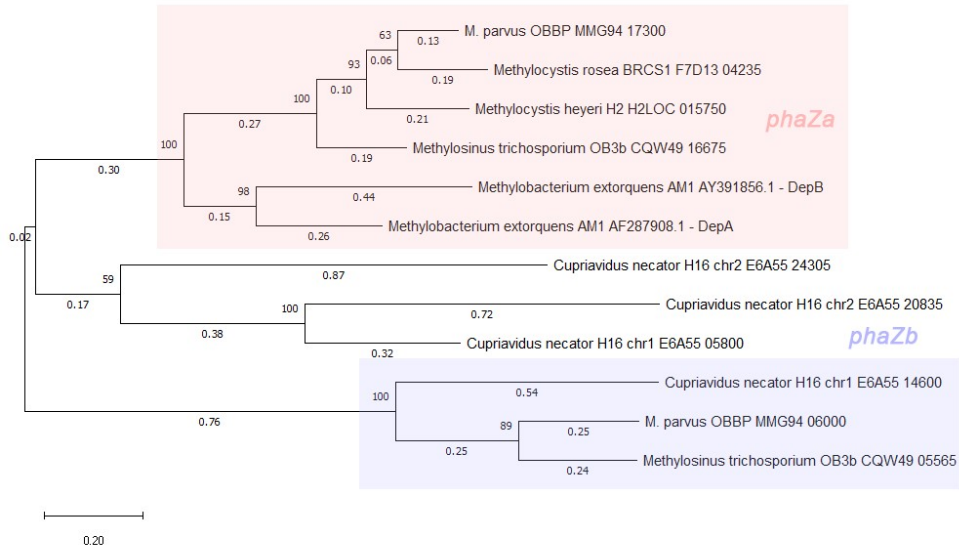 M. parvus OBBP MMG94 17300
63
0.13
93
0.06
Methylocystis rosea BRCS1 F7D13 04235
0.19
100
0.10
Methylocystis heyeri H2 H2LOC 015750
0.21
phaZa
0.27
100
Methylosinus trichosporium OB3b CQW49 16675
0.19
0.30
98
Methylobacterium extorquens AM1 AY391856.1 - DepB
0.44
0.15
Methylobacterium extorquens AM1 AF287908.1 - DepA
0.26
0.02
Cupriavidus necator H16 chr2 E6A55 24305
59
0.87
0.17
100
Cupriavidus necator H16 chr2 E6A55 20835
0.72
0.38
Cupriavidus necator H16 chr1 E6A55 05800
0.32
phaZb
Cupriavidus necator H16 chr1 E6A55 14600
100
0.54
0.76
89
M. parvus OBBP MMG94 06000
0.25
0.25
Methylosinus trichosporium OB3b CQW49 05565
0.24
0.20